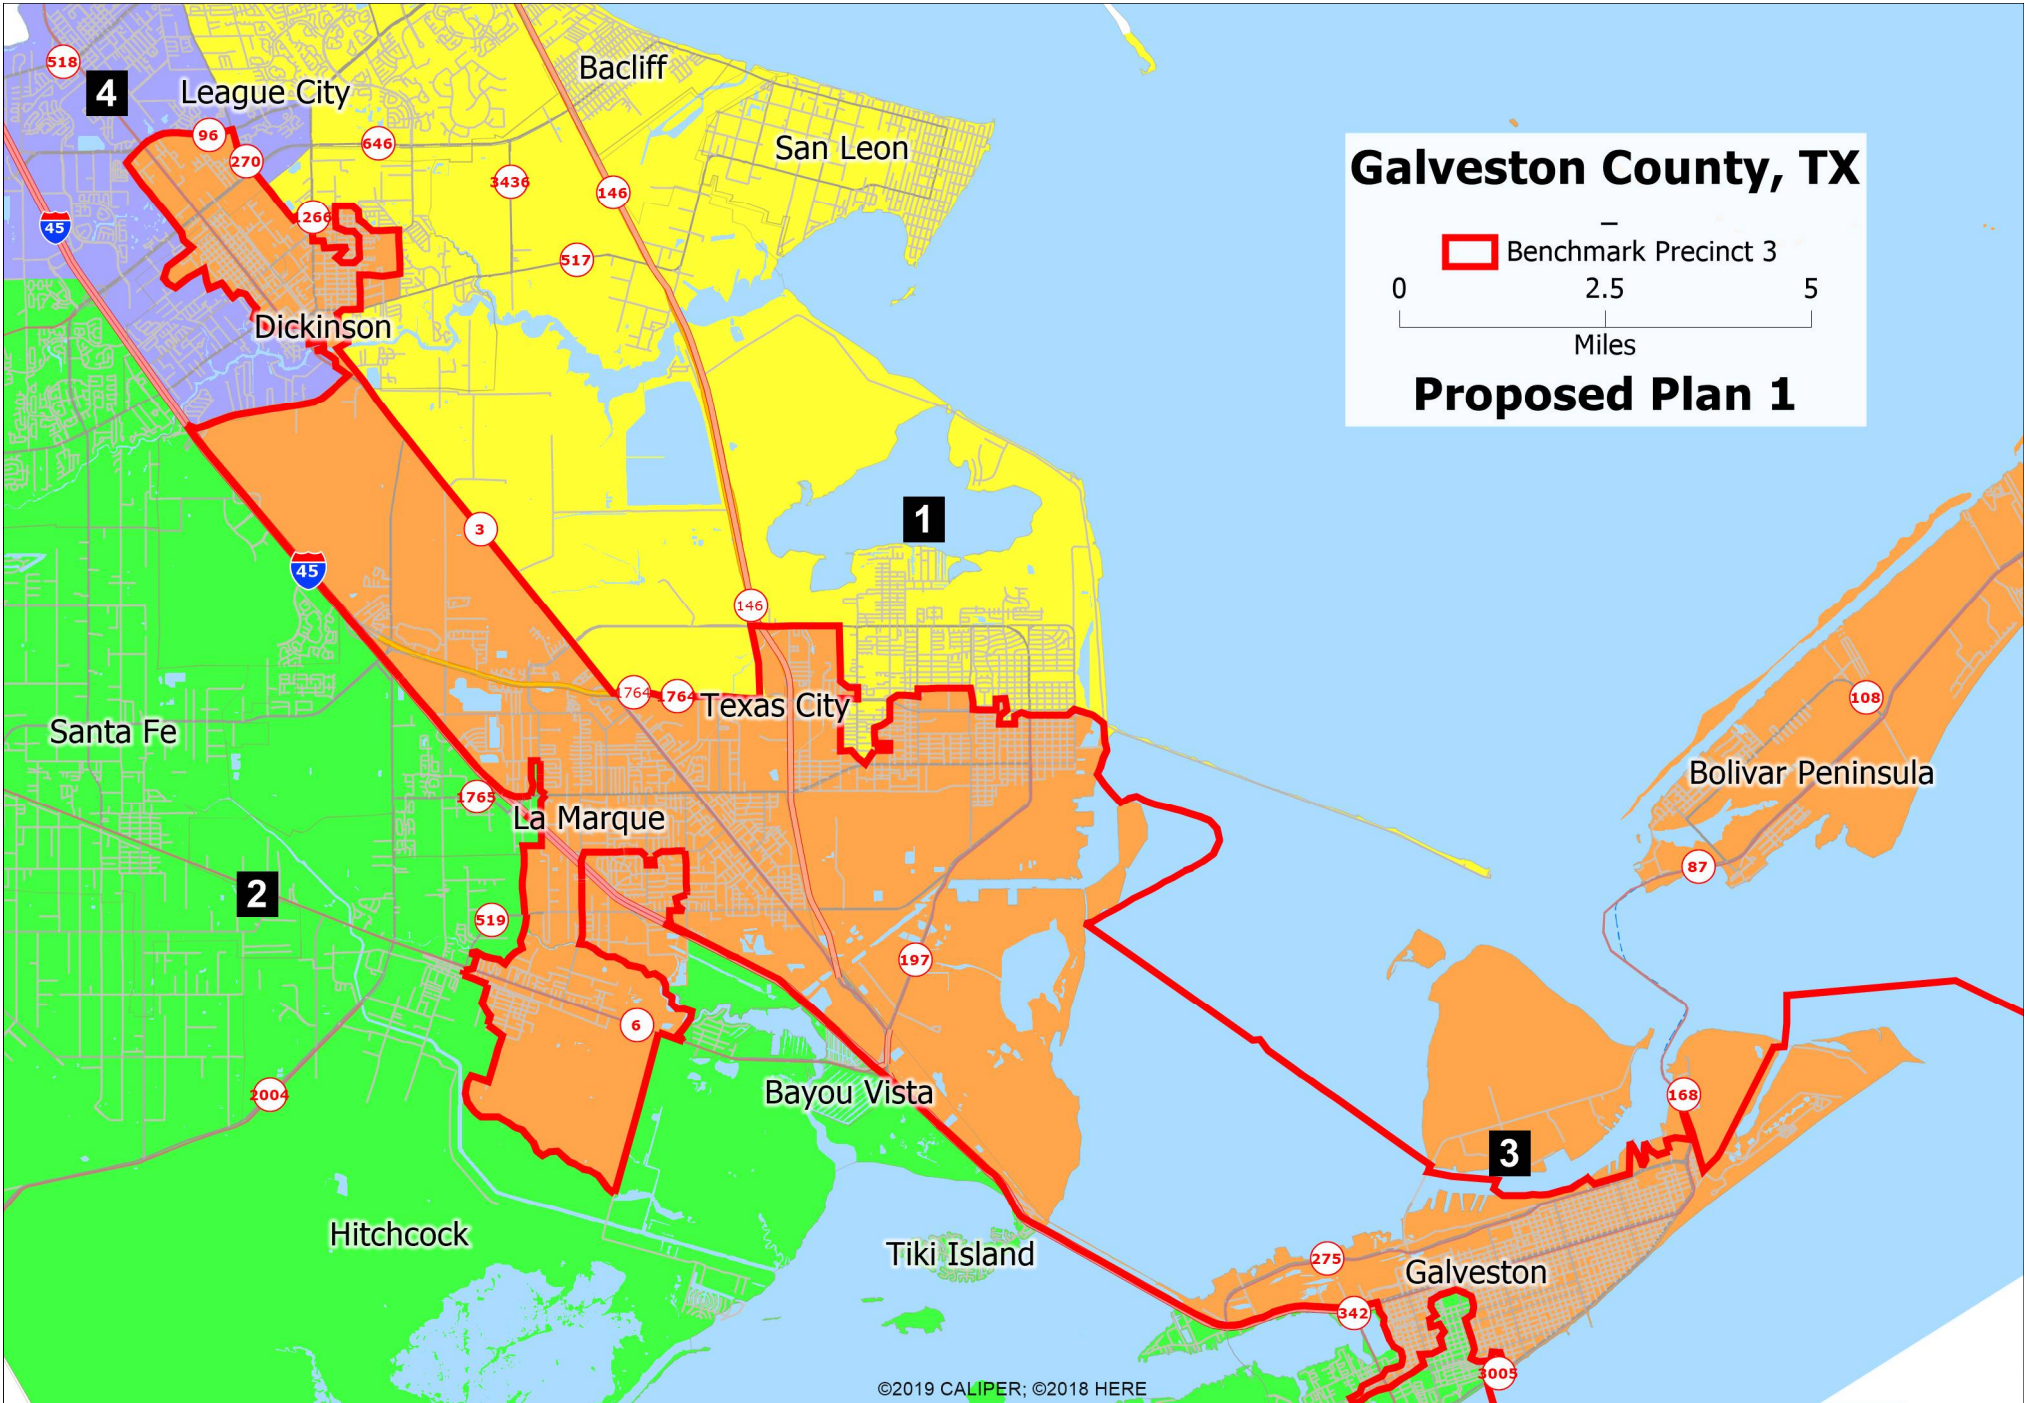 518
4
League City
Bacliff
96
270
646
3436
146
San Leon
Galveston County, TX
–
Benchmark Precinct 3
0 2.5 5
Miles
Proposed Plan 1
45
1266
517
Dickinson
1
3
45
146
1764
1764
Texas City
Santa Fe
108
Bolivar Peninsula
1765
La Marque
87
2
519
197
6
2004
Bayou Vista
168
3
Hitchcock
Tiki Island
275
Galveston
342
3005
©2019 CALIPER; ©2018 HERE